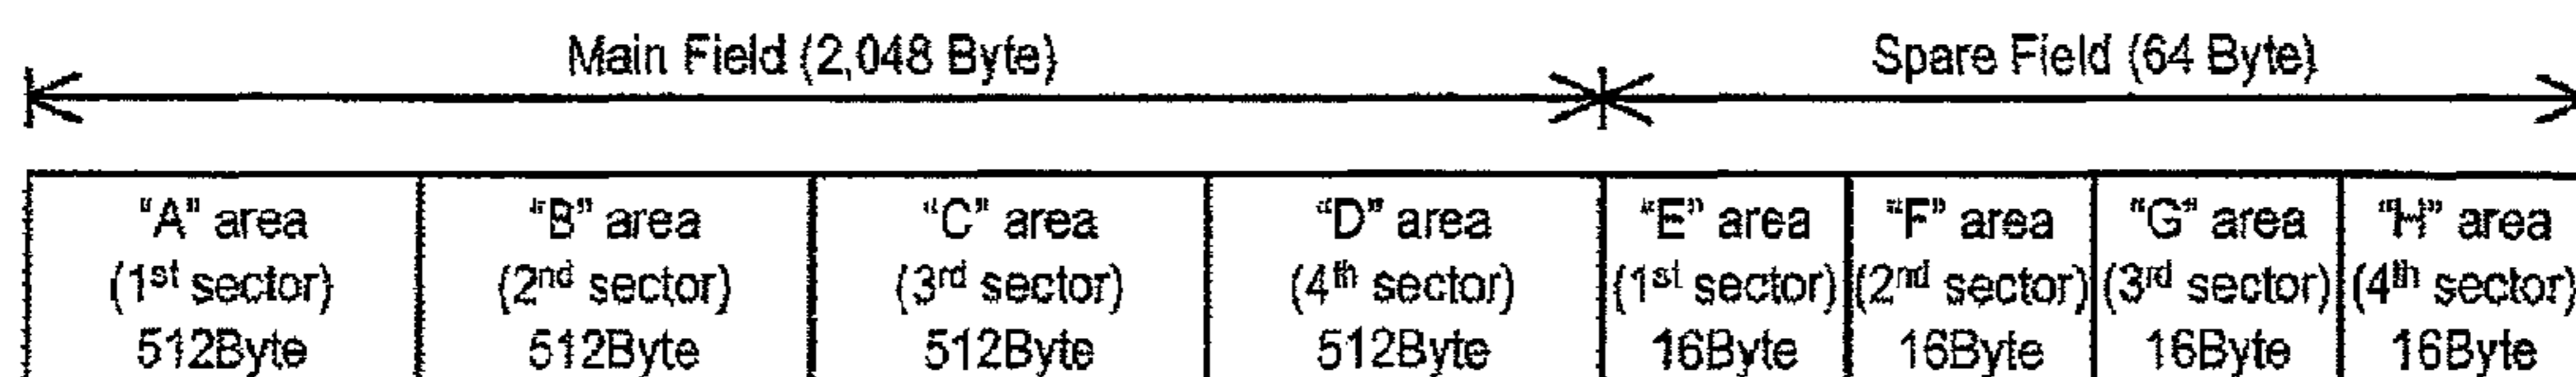 Main Field (2,048 Byte) Spare Field (64 Byte)
"A" area "B" area "C" area "D" area "E" area "F" area "G" area "H" area
(1st sector) (2nd sector) (3rd sector) (4th sector) (1st sector) (2nd sector) (3rd sector) (4th sector)
512Byte 512Byte 512Byte 512Byte 16Byte 16Byte 16Byte 16Byte